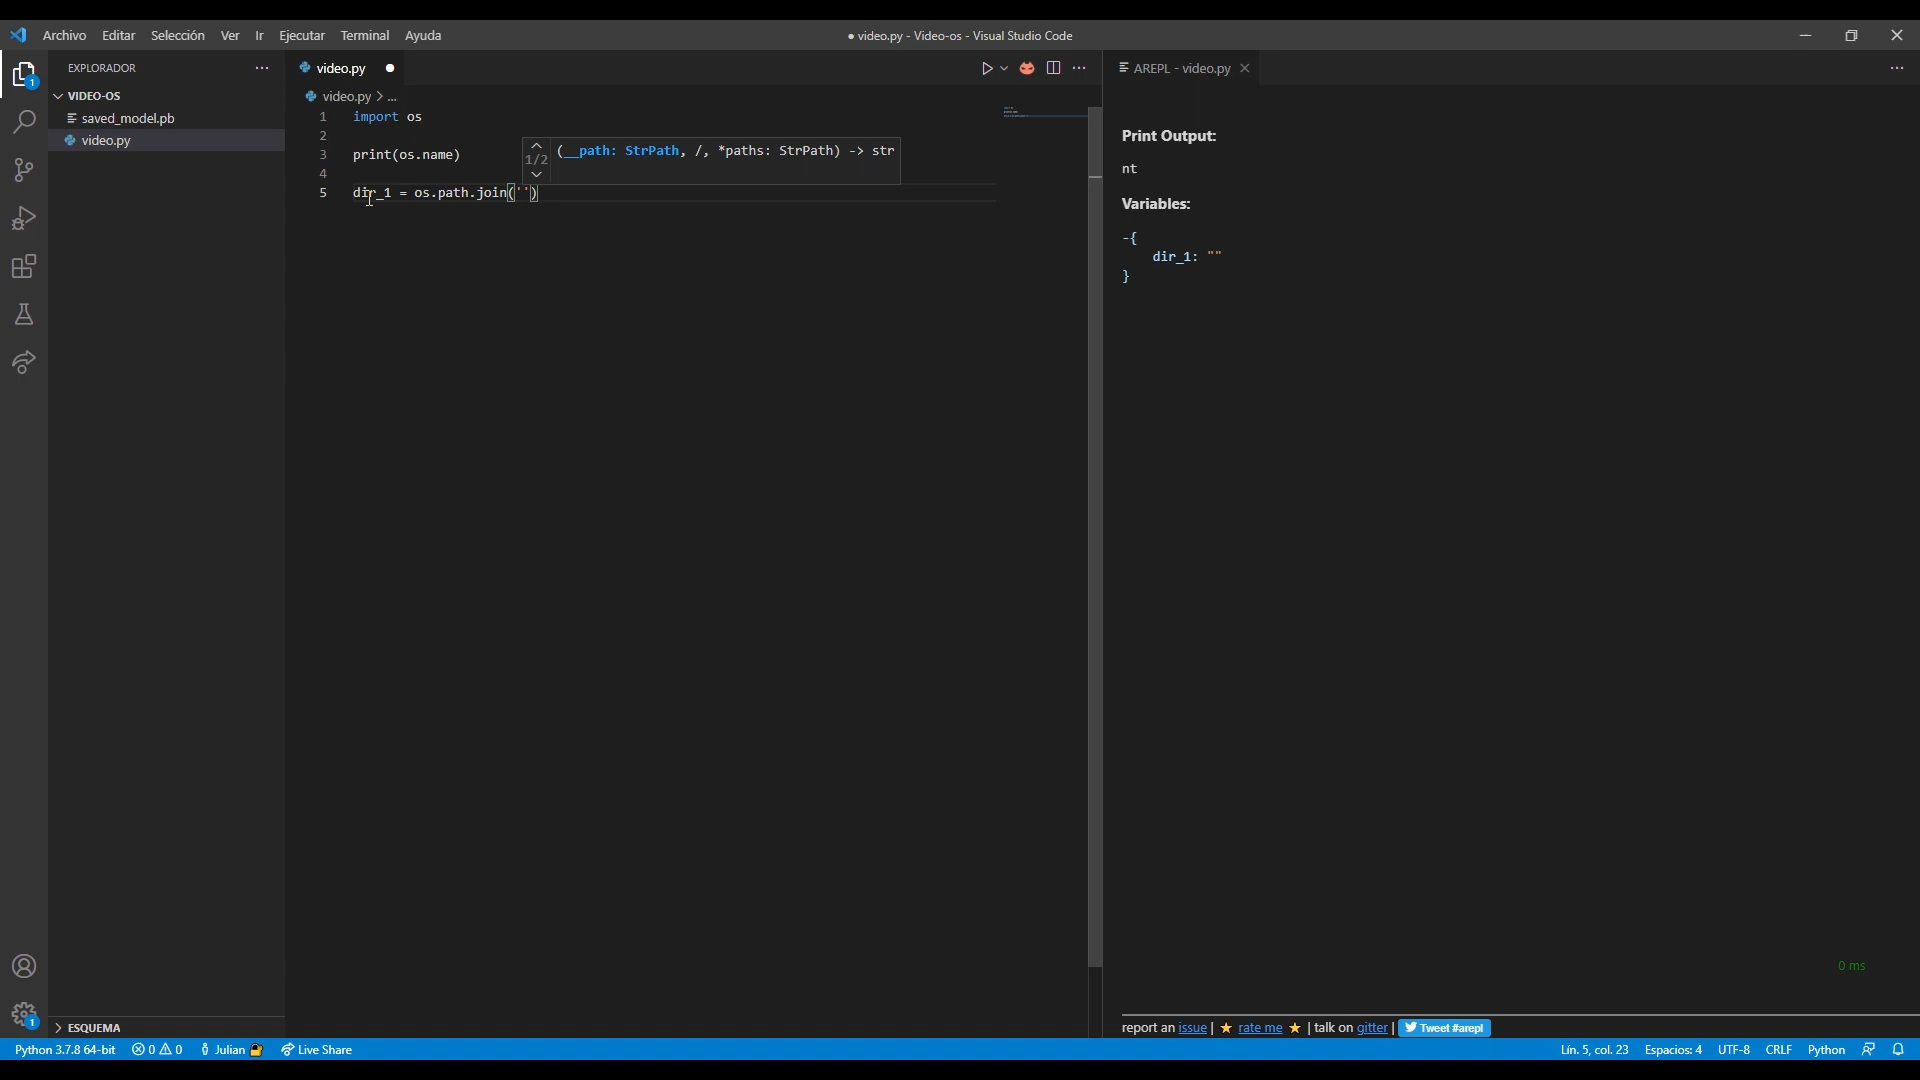 Archivo Editar Selección Ver Ir Ejecutar Terminal Ayuda
● video.py - Video-os - Visual Studio Code
EXPLORADOR
VIDEO-OS
saved_model.pb
video.py
ESQUEMA
video.py
video.py > ...
1 import os
2
3 print(os.name)
4
5 dir_1 = os.path.join('')
1/2
(__path: StrPath, /, *paths: StrPath) -> str
AREPL - video.py
Print Output:
nt
Variables:
-{
dir_1: ""
}
0 ms
report an issue | ★ rate me ★ | talk on gitter | Tweet #arepl
1
1
Python 3.7.8 64-bit 0 0 Julian Live Share
Lín. 5, col. 23 Espacios: 4 UTF-8 CRLF Python